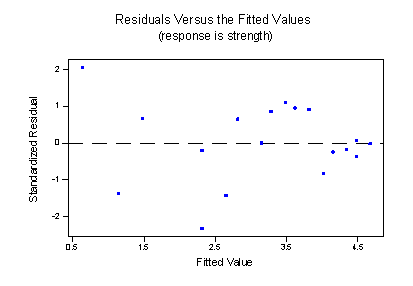 Residuals Versus the Fitted Values
(response is strength)
2
1
0
-1
-2
Standardized Residual
0.5
1.5
2.5
3.5
4.5
Fitted Value